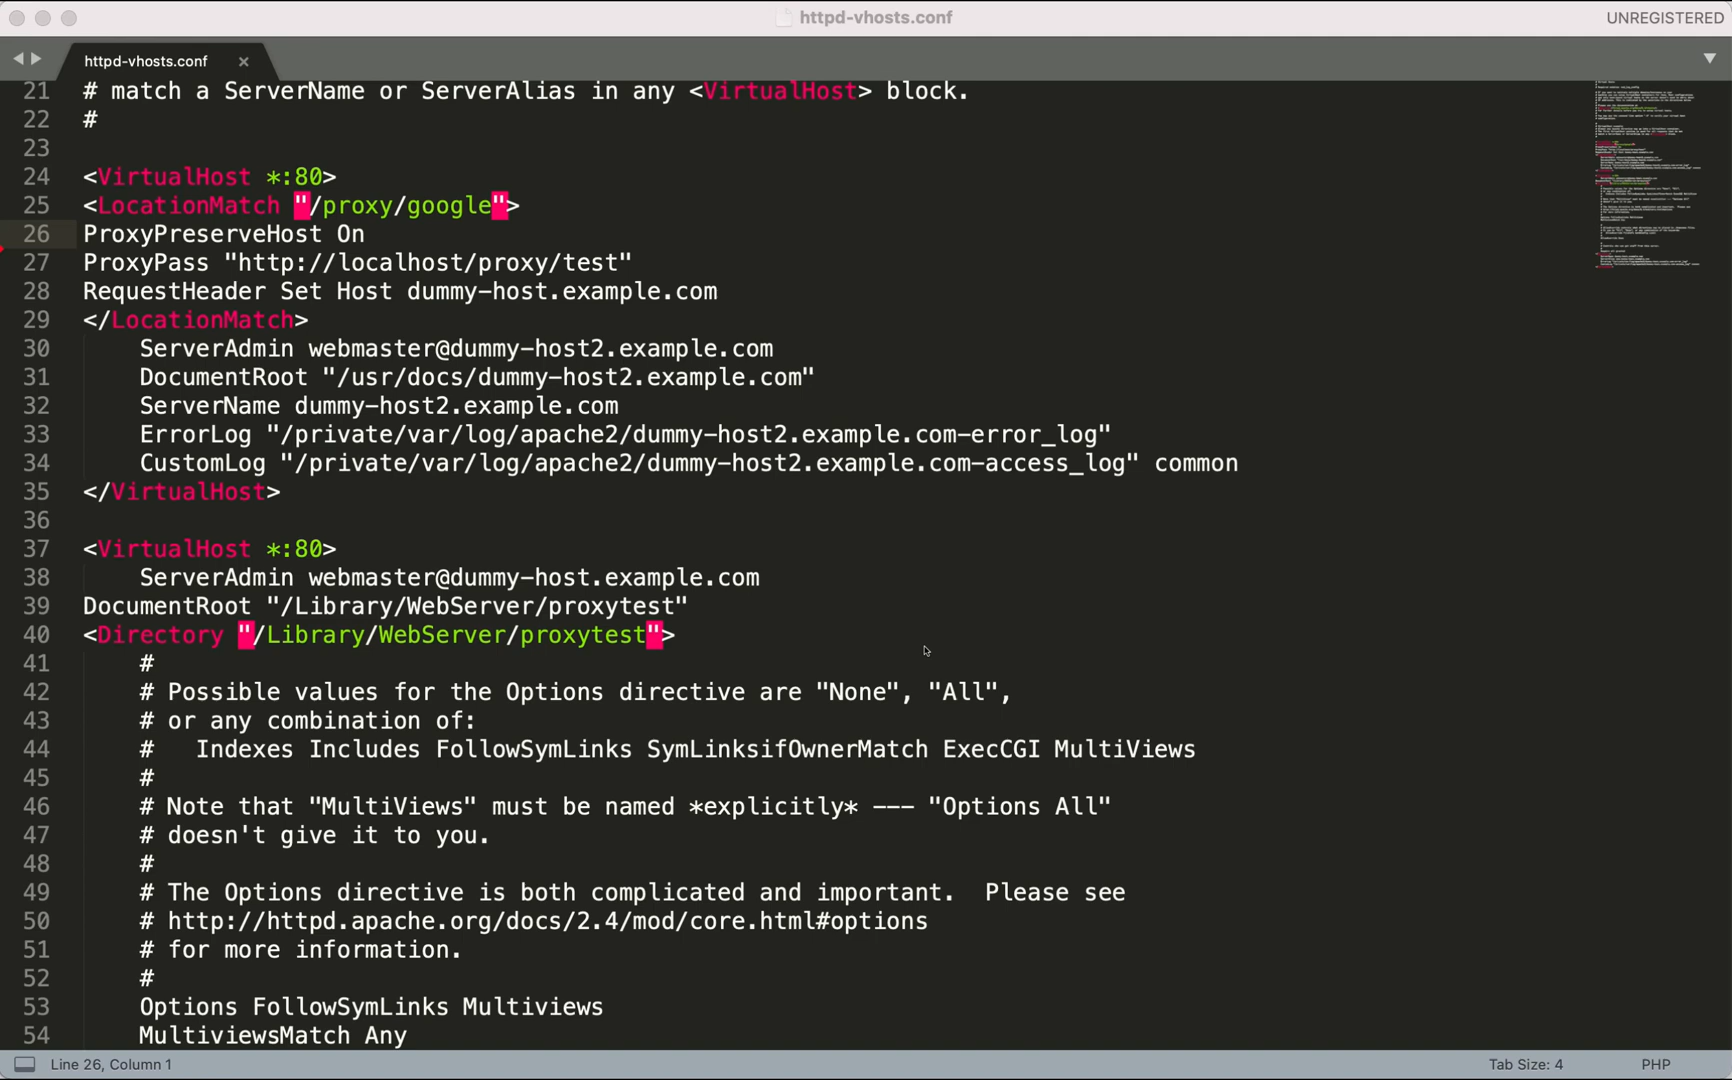 httpd-vhosts.conf
UNREGISTERED
httpd-vhosts.conf ×
21 # match a ServerName or ServerAlias in any <VirtualHost> block.
22 #
23
24 <VirtualHost *:80>
25 <LocationMatch "/proxy/google">
26 ProxyPreserveHost On
27 ProxyPass "http://localhost/proxy/test"
28 RequestHeader Set Host dummy-host.example.com
29 </LocationMatch>
30 ServerAdmin webmaster@dummy-host2.example.com
31 DocumentRoot "/usr/docs/dummy-host2.example.com"
32 ServerName dummy-host2.example.com
33 ErrorLog "/private/var/log/apache2/dummy-host2.example.com-error_log"
34 CustomLog "/private/var/log/apache2/dummy-host2.example.com-access_log" common
35 </VirtualHost>
36
37 <VirtualHost *:80>
38 ServerAdmin webmaster@dummy-host.example.com
39 DocumentRoot "/Library/WebServer/proxytest"
40 <Directory "/Library/WebServer/proxytest">
41 #
42 # Possible values for the Options directive are "None", "All",
43 # or any combination of:
44 #   Indexes Includes FollowSymLinks SymLinksifOwnerMatch ExecCGI MultiViews
45 #
46 # Note that "MultiViews" must be named *explicitly* --- "Options All"
47 # doesn't give it to you.
48 #
49 # The Options directive is both complicated and important.  Please see
50 # http://httpd.apache.org/docs/2.4/mod/core.html#options
51 # for more information.
52 #
53 Options FollowSymLinks Multiviews
54 MultiviewsMatch Any
Line 26, Column 1
Tab Size: 4
PHP